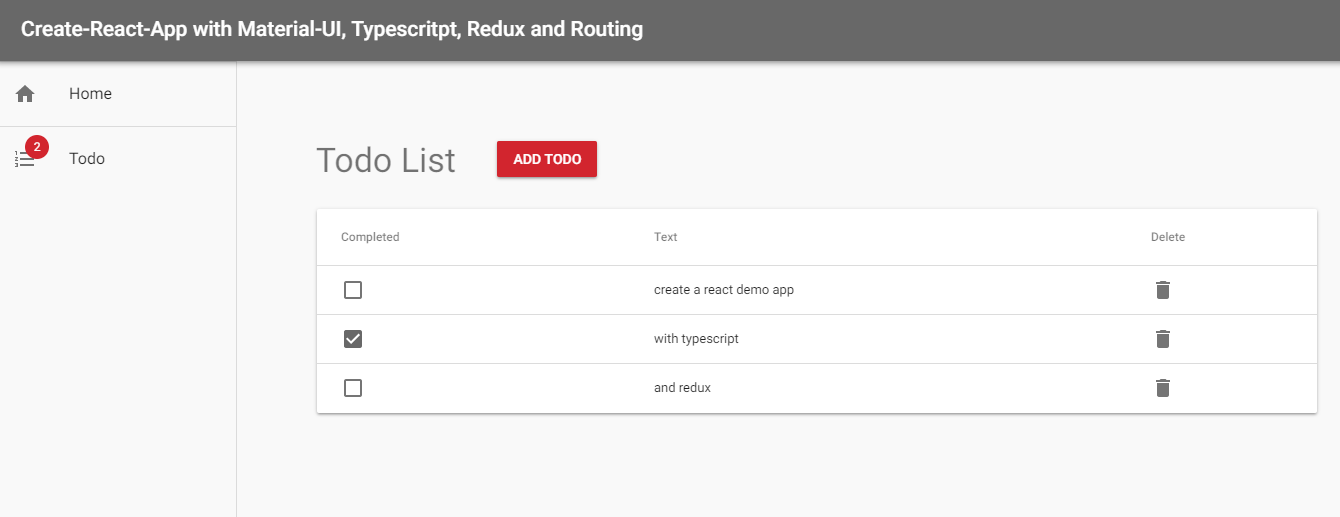 Create-React-App with Material-UI, Typescritpt, Redux and Routing
Home
2
Todo
Todo List
ADD TODO
Completed Text Delete
create a react demo app
with typescript
and redux